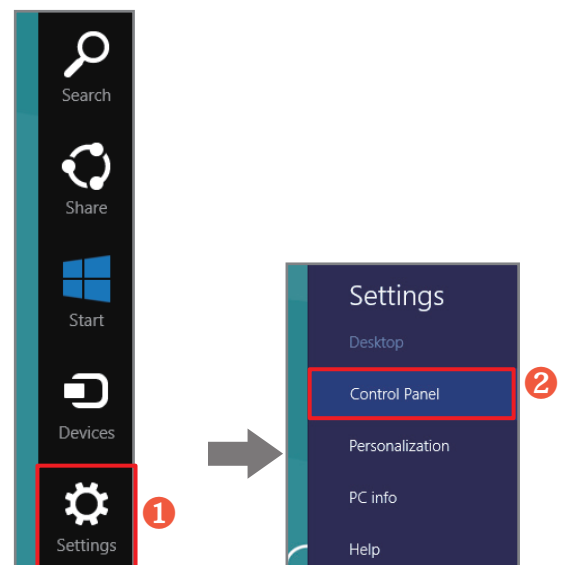 Search
Share
Start
Devices
Settings
1
Settings
Desktop
Control Panel
2
Personalization
PC info
Help